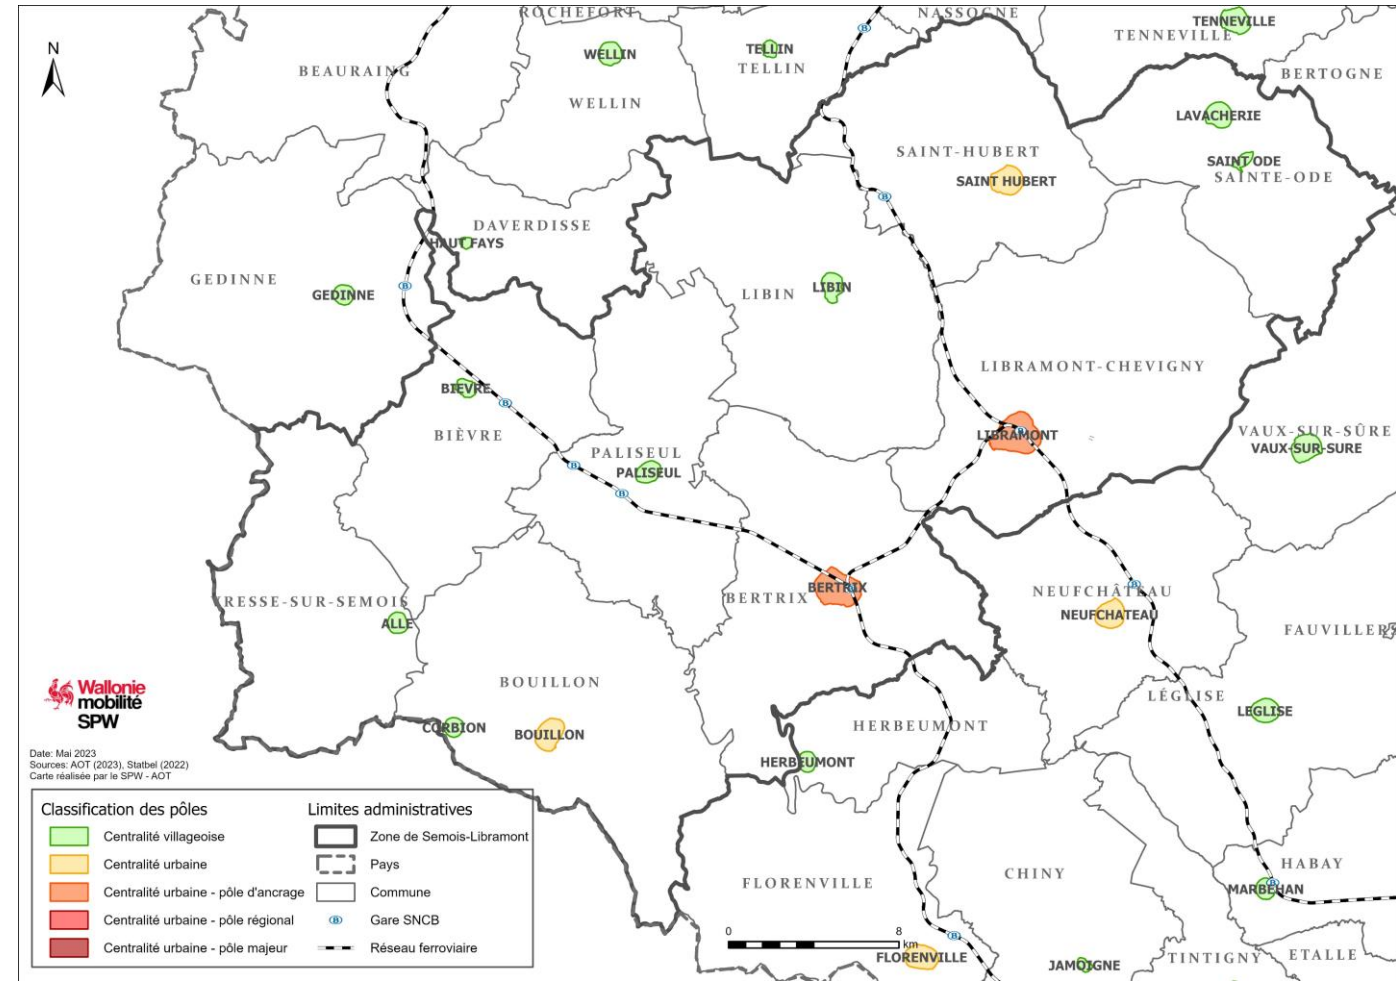 ROCHEFORT
NASSOGNE
TENNEVILLE
TENNEVILLE
WELLIN
TELLIN
TELLIN
BEAURAING
BERTOGNE
WELLIN
LAVACHERIE
SAINT-HUBERT
SAINT ODE
SAINTE-ODE
SAINT HUBERT
N
DAVERDISSE
HAUT FAYS
GEDINNE
GEDINNE
LIBIN
LIBIN
LIBRAMONT-CHEVIGNY
BIEVRE
BIÈVRE
LIBRAMONT
VAUX-SUR-SÛRE
VAUX-SUR-SURE
PALISEUL
PALISEUL
BERTRIX
BERTRIX
NEUFCHÂTEAU
NEUFCHATEAU
VRESSE-SUR-SEMOIS
ALLE
FAUVILLERS
BOUILLON
LÉGLISE
LEGLISE
CORBION
BOUILLON
HERBEUMONT
HERBEUMONT
Wallonie
mobilité
SPW
Date: Mai 2023
Sources: AOT (2023), Statbel (2022)
Carte réalisée par le SPW - AOT
Classification des pôles
Centralité villageoise
Centralité urbaine
Centralité urbaine - pôle d'ancrage
Centralité urbaine - pôle régional
Centralité urbaine - pôle majeur
Limites administratives
Zone de Semois-Libramont
Pays
Commune
B Gare SNCB
Réseau ferroviaire
FLORENVILLE
CHINY
HABAY
MARBEHAN
0 8
km
FLORENVILLE
JAMOIGNE
TINTIGNY
ETALLE